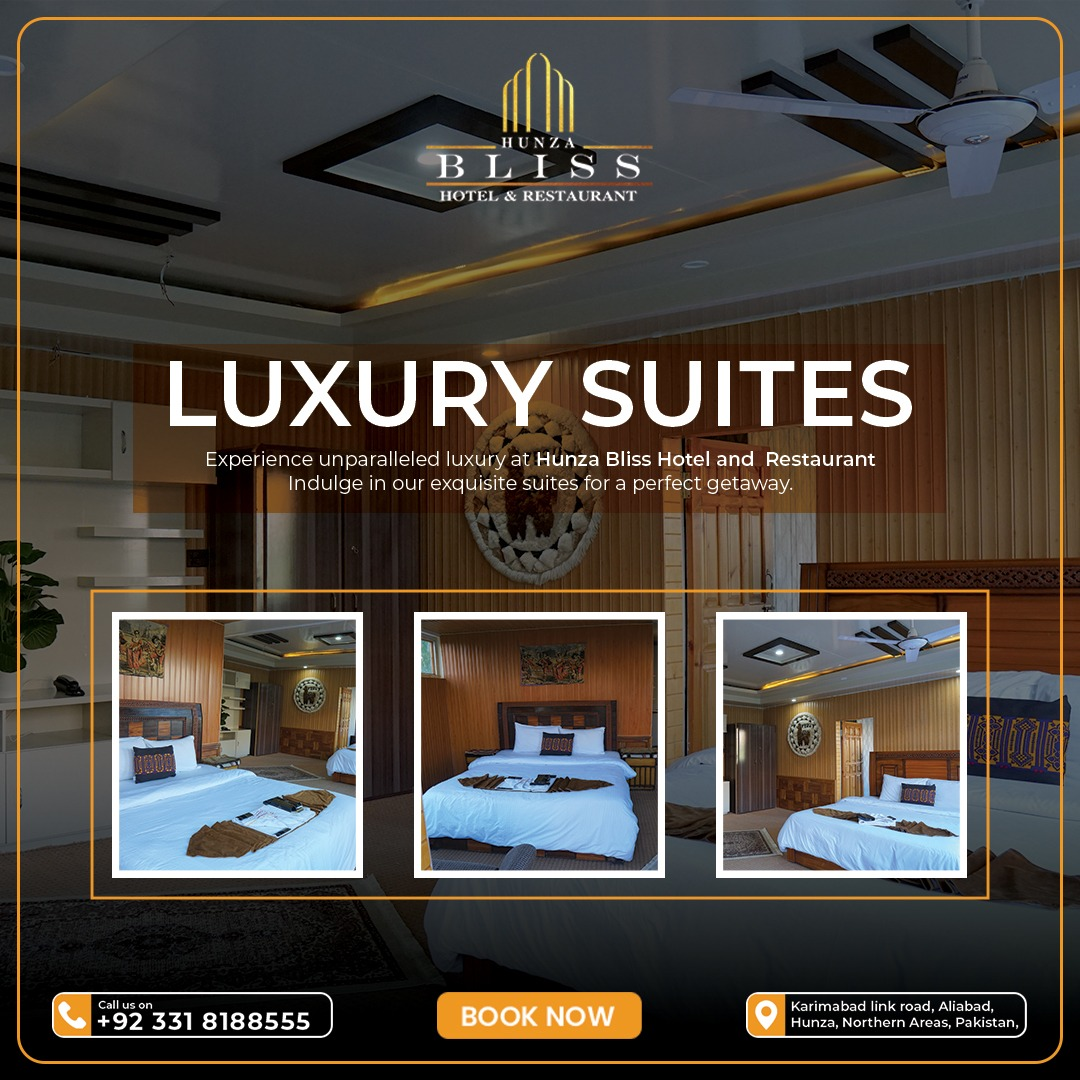 HUNZA
BLISS
HOTEL & RESTAURANT
LUXURY SUITES
Experience unparalleled luxury at Hunza Bliss Hotel and  Restaurant
Indulge in our exquisite suites for a perfect getaway.
Call us on
+92 331 8188555
BOOK NOW
Karimabad link road, Aliabad,
Hunza, Northern Areas, Pakistan,